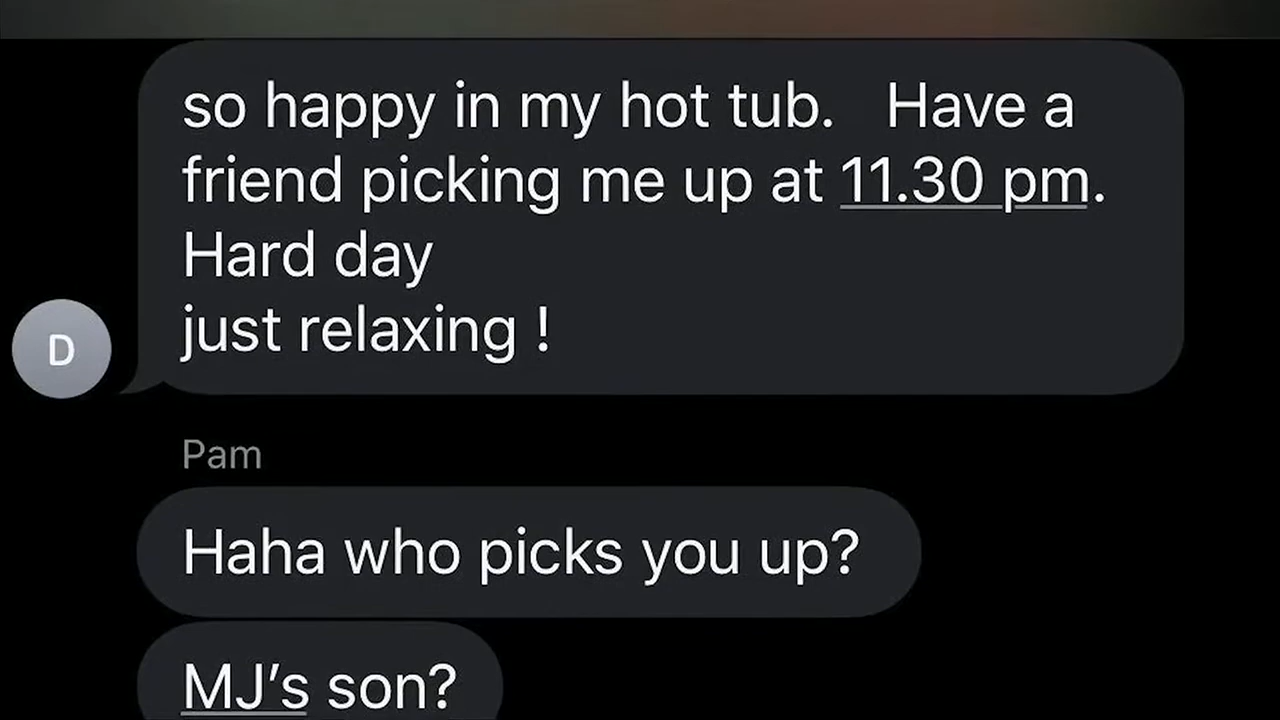 so happy in my hot tub.   Have a
friend picking me up at 11.30 pm.
Hard day
just relaxing !
D
Pam
Haha who picks you up?
MJ’s son?